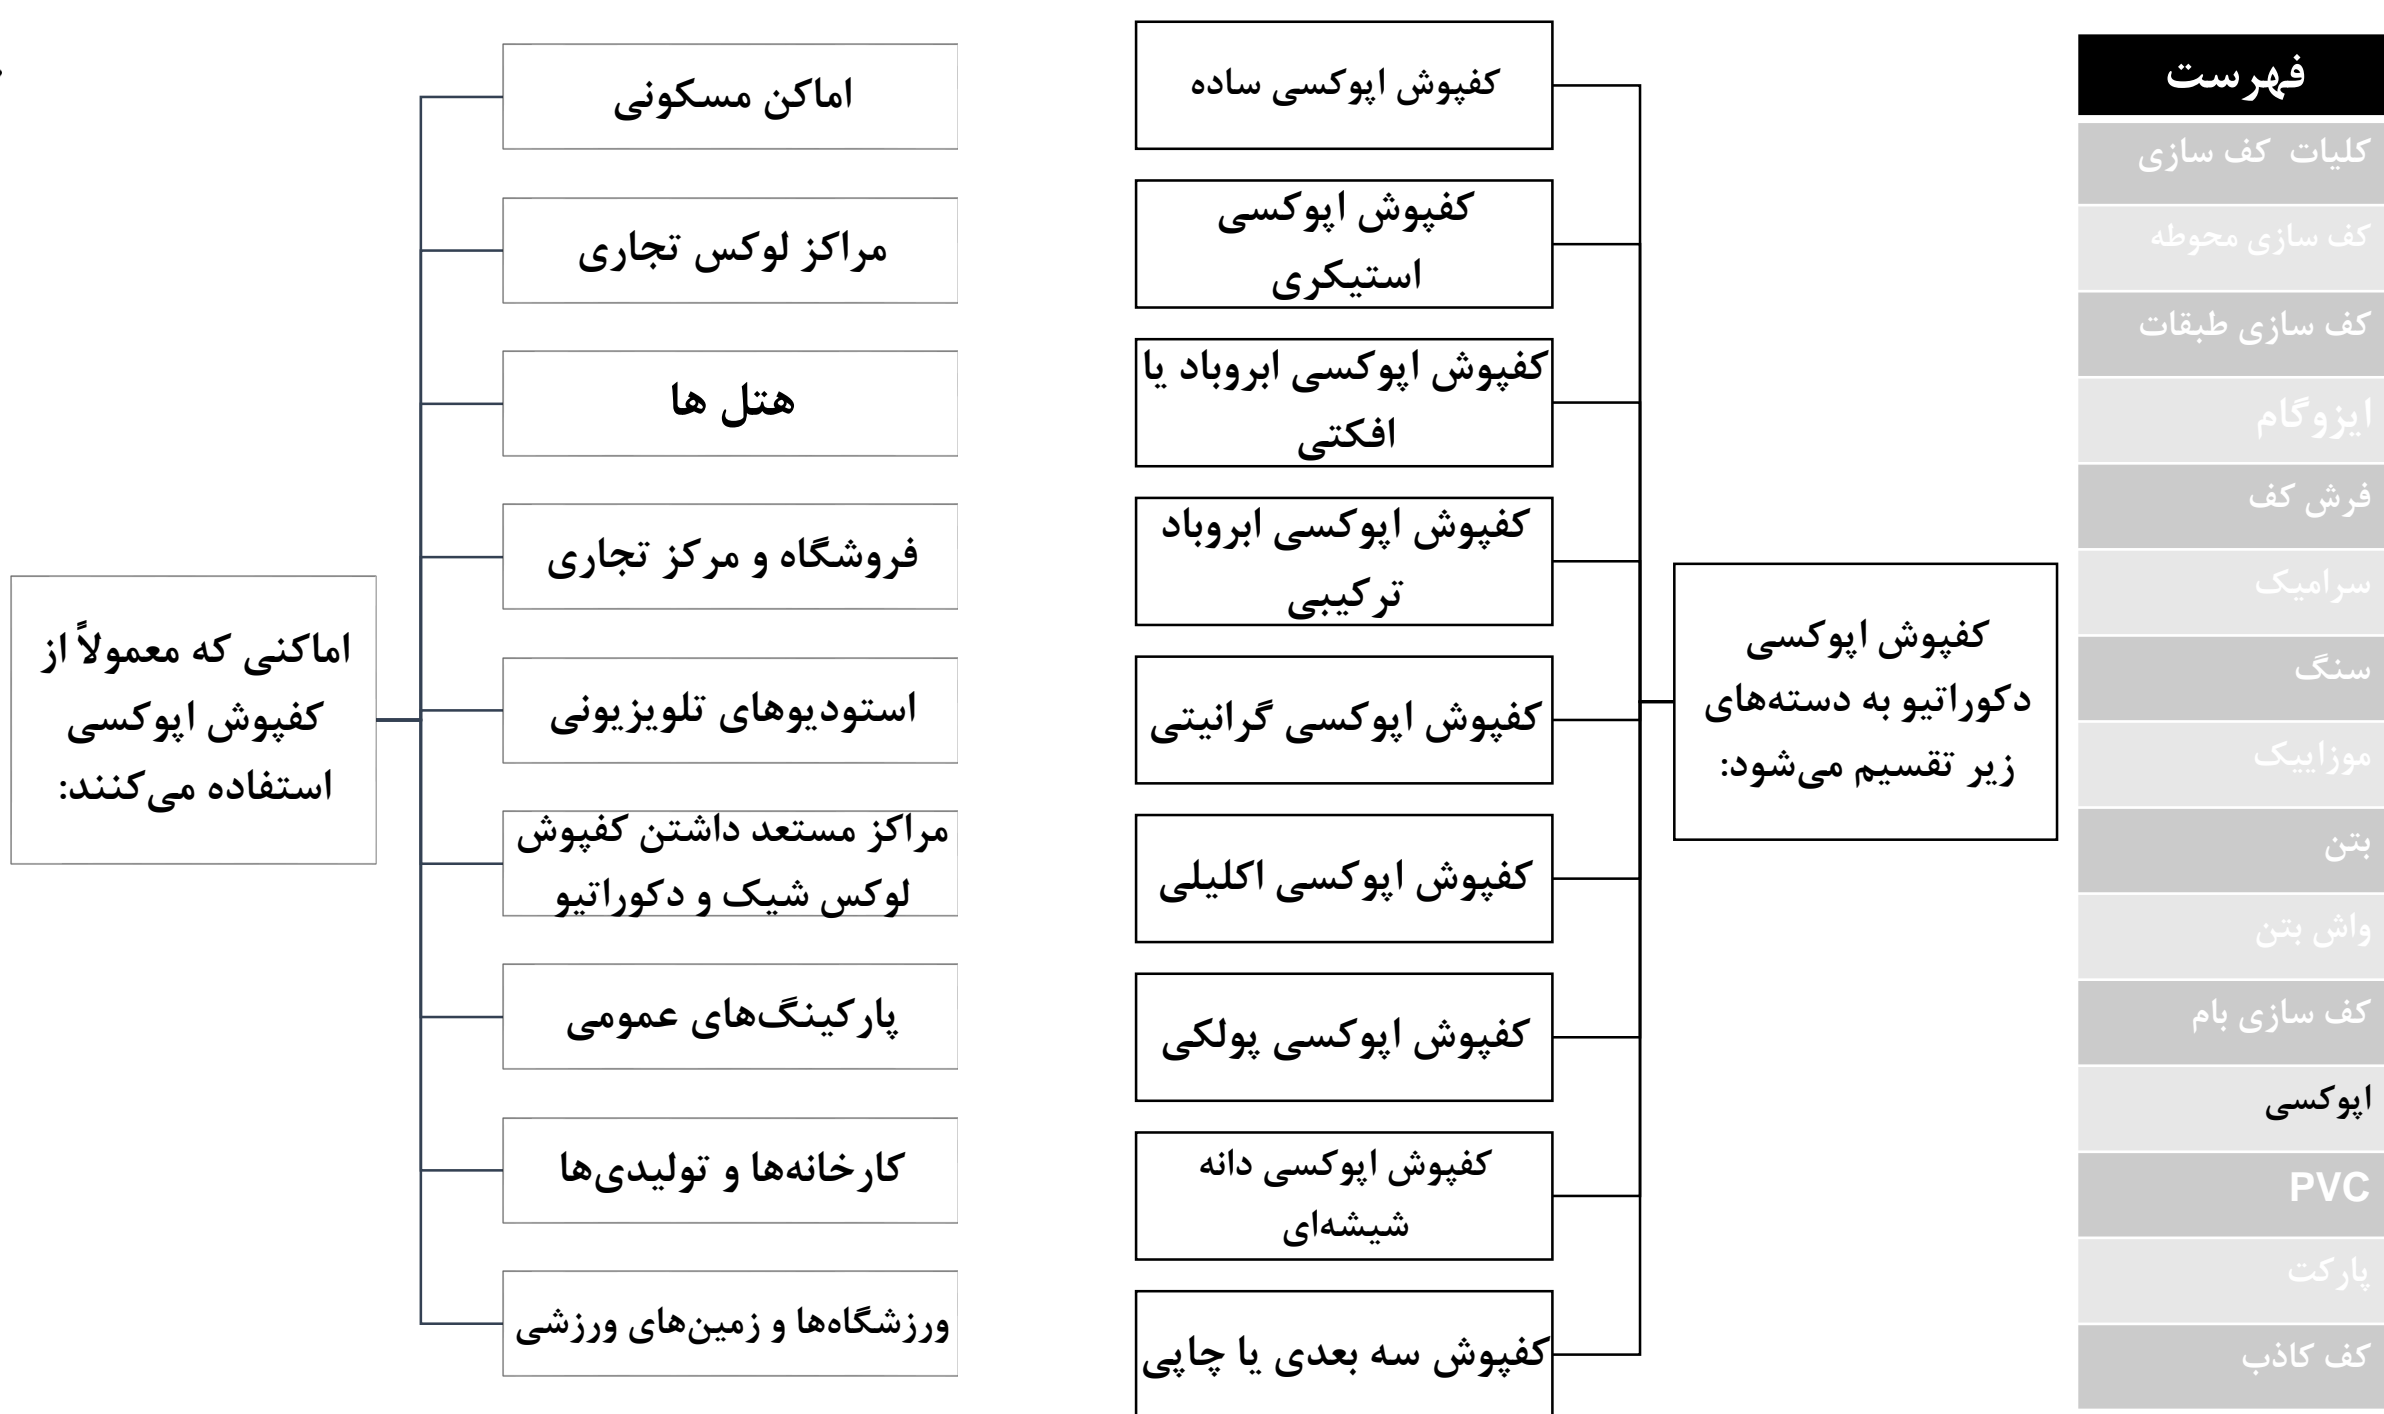 فهرست
کلیات کف سازی
کف سازی محوطه
کف سازی طبقات
ایزوگام
فرش کف
سرامیک
سنگ
موزاییک
بتن
واش بتن
کف سازی بام
اپوکسی
PVC
پارکت
کف کاذب
کفپوش اپوکسی
دکوراتیو به دسته‌های
زیر تقسیم می‌شود:
کفپوش اپوکسی ساده
کفپوش اپوکسی
استیکری
کفپوش اپوکسی ابروباد یا
افکتی
کفپوش اپوکسی ابروباد
ترکیبی
کفپوش اپوکسی گرانیتی
کفپوش اپوکسی اکلیلی
کفپوش اپوکسی پولکی
کفپوش اپوکسی دانه
شیشه‌ای
کفپوش سه بعدی یا چاپی
اماکنی که معمولاً از
کفپوش اپوکسی
استفاده می‌کنند:
اماکن مسکونی
مراکز لوکس تجاری
هتل ها
فروشگاه و مرکز تجاری
استودیوهای تلویزیونی
مراکز مستعد داشتن کفپوش
لوکس شیک و دکوراتیو
پارکینگ‌های عمومی
کارخانه‌ها و تولیدی‌ها
ورزشگاه‌ها و زمین‌های ورزشی